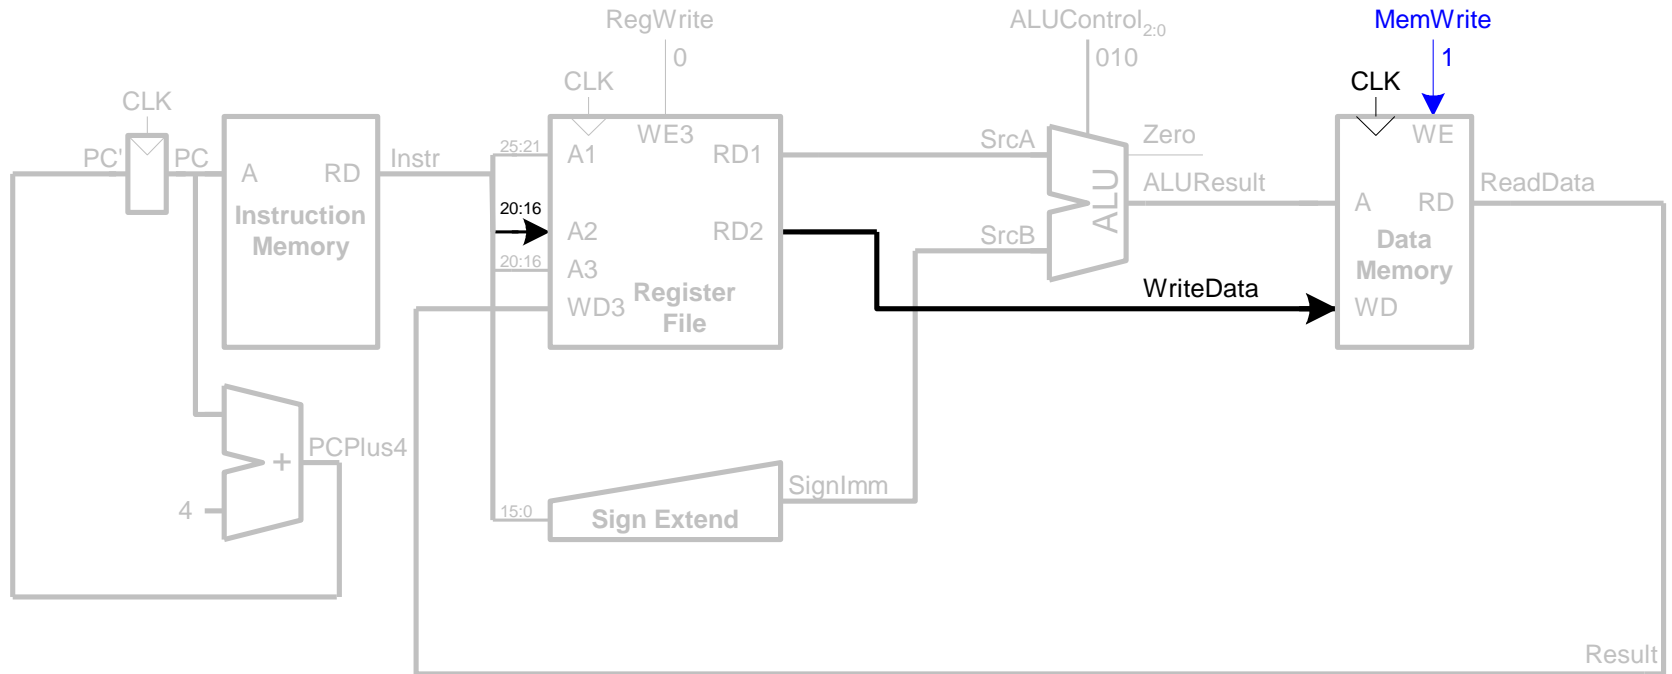 RegWrite
0
ALUControl2:0
010
MemWrite
1
CLK
CLK
CLK
PC'
PC
A
RD
Instruction
Memory
Instr
25:21
20:16
20:16
15:0
WE3
A1
RD1
A2
RD2
A3
WD3
Register
File
SrcA
SrcB
ALU
Zero
ALUResult
WriteData
WE
A
RD
Data
Memory
WD
ReadData
PCPlus4
+
4
SignImm
Sign Extend
Result